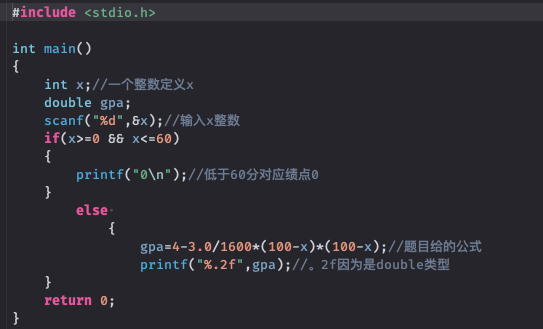 #include <stdio.h>
int main()
{
int x;//一个整数定义x
double gpa;
scanf("%d",&x);//输入x整数
if(x>=0 && x<=60)
{
printf("0\n");//低于60分对应绩点0
}
else
{
gpa=4-3.0/1600*(100-x)*(100-x);//题目给的公式
printf("%.2f",gpa);//。2f因为是double类型
}
return 0;
}